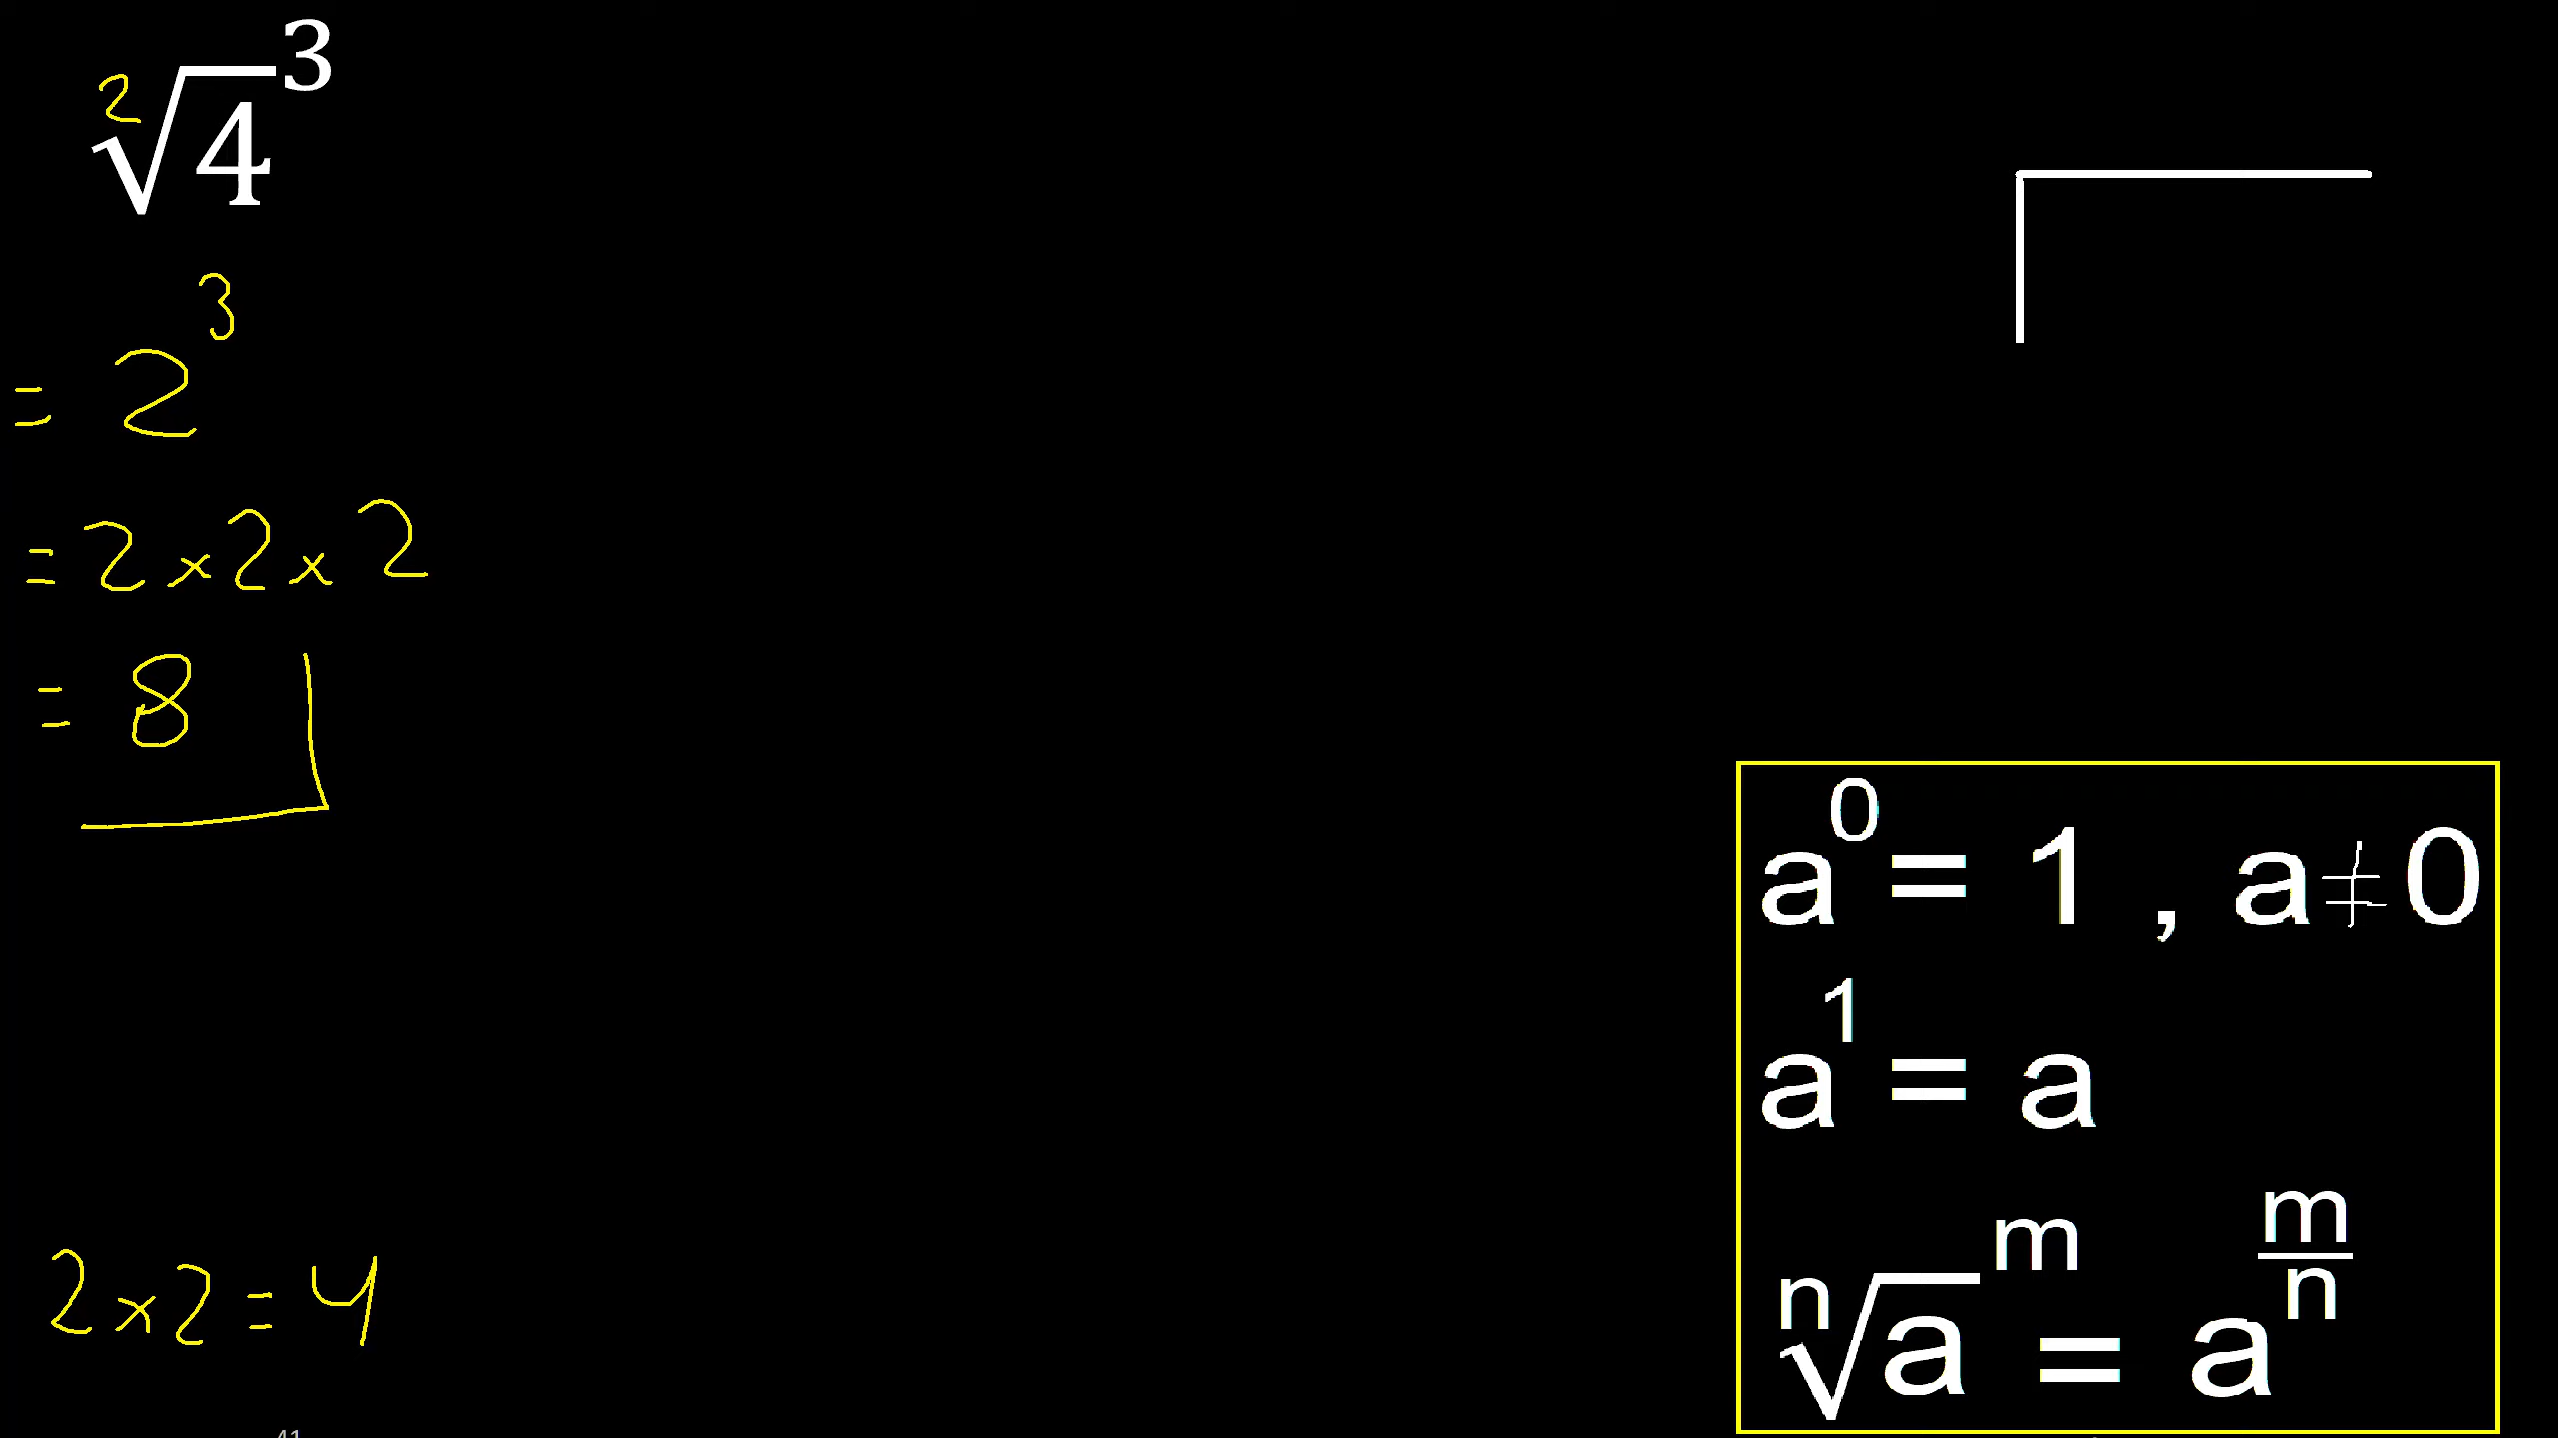 ²√4³
= 2³
= 2 × 2 × 2
= 8
2 × 2 = 4
a⁰ = 1 , a ≠ 0
a¹ = a
ⁿ√aᵐ = a^(m/n)